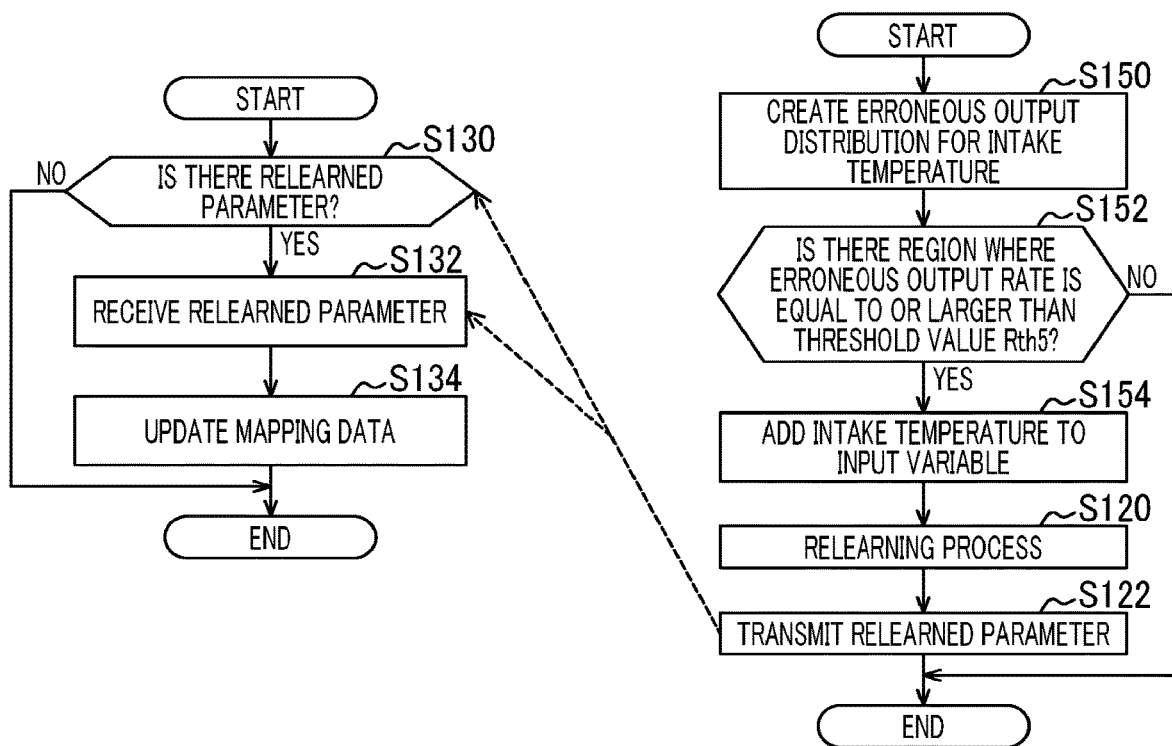 START
S130
NO
IS THERE RELEARNED
PARAMETER?
YES
S132
RECEIVE RELEARNED PARAMETER
S134
UPDATE MAPPING DATA
END
START
S150
CREATE ERRONEOUS OUTPUT
DISTRIBUTION FOR INTAKE
TEMPERATURE
S152
IS THERE REGION WHERE
ERRONEOUS OUTPUT RATE IS
EQUAL TO OR LARGER THAN
THRESHOLD VALUE Rth5?
NO
YES
S154
ADD INTAKE TEMPERATURE TO
INPUT VARIABLE
S120
RELEARNING PROCESS
S122
TRANSMIT RELEARNED PARAMETER
END